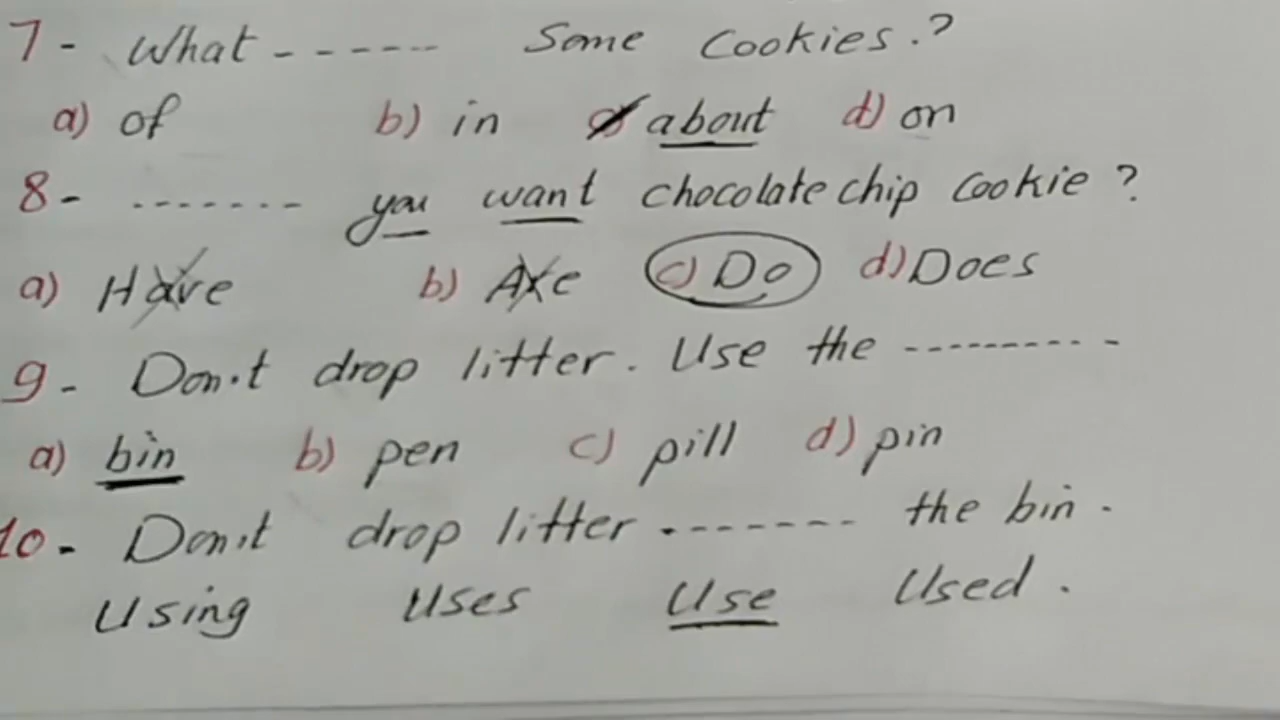 7- What ------ Some Cookies.?
a) of b) in c) about d) on
8- ------- you want chocolate chip Cookie ?
a) Have b) Are c) Do d) Does
9- Don't drop litter. Use the ---------
a) bin b) pen c) pill d) pin
10- Don't drop litter .------- the bin.
Using Uses Use Used.